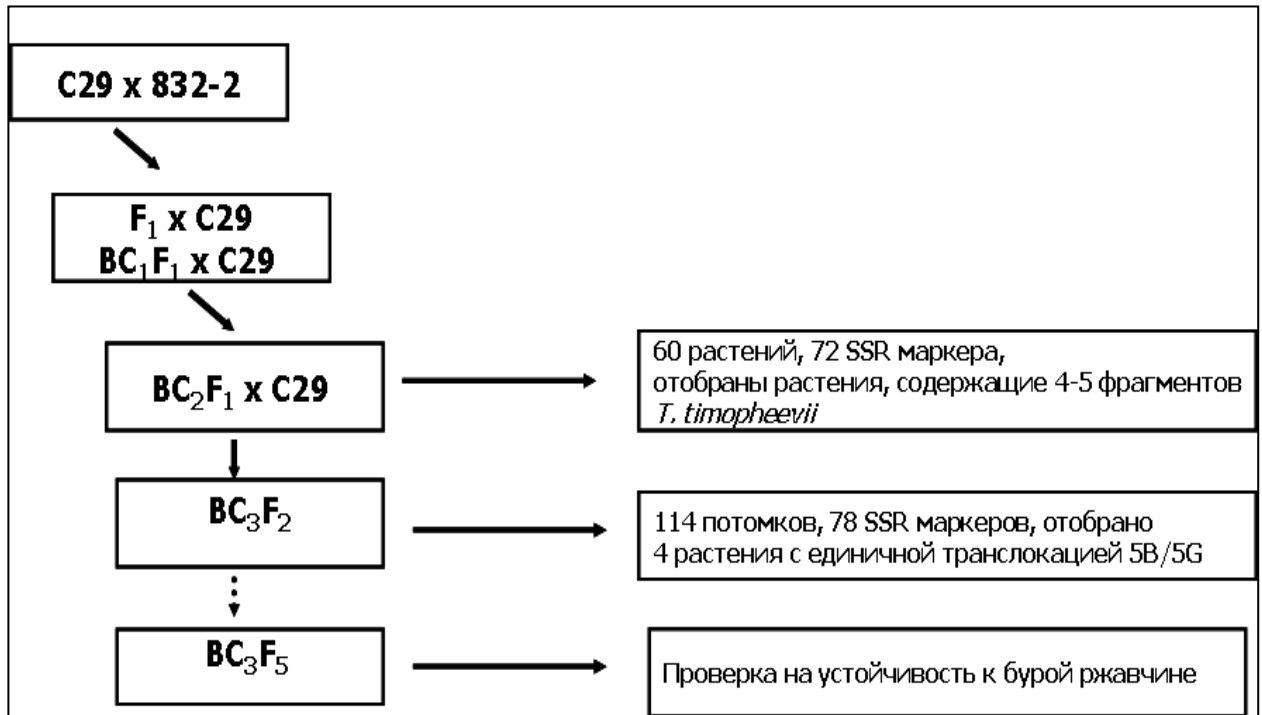 C29 x 832-2
F₁ x C29
BC₁F₁ x C29
BC₂F₁ x C29
60 растений, 72 SSR маркера,
отобраны растения, содержащие 4-5 фрагментов
T. timopheevii
BC₃F₂
114 потомков, 78 SSR маркеров, отобрано
4 растения с единичной транслокацией 5B/5G
BC₃F₅
Проверка на устойчивость к бурой ржавчине